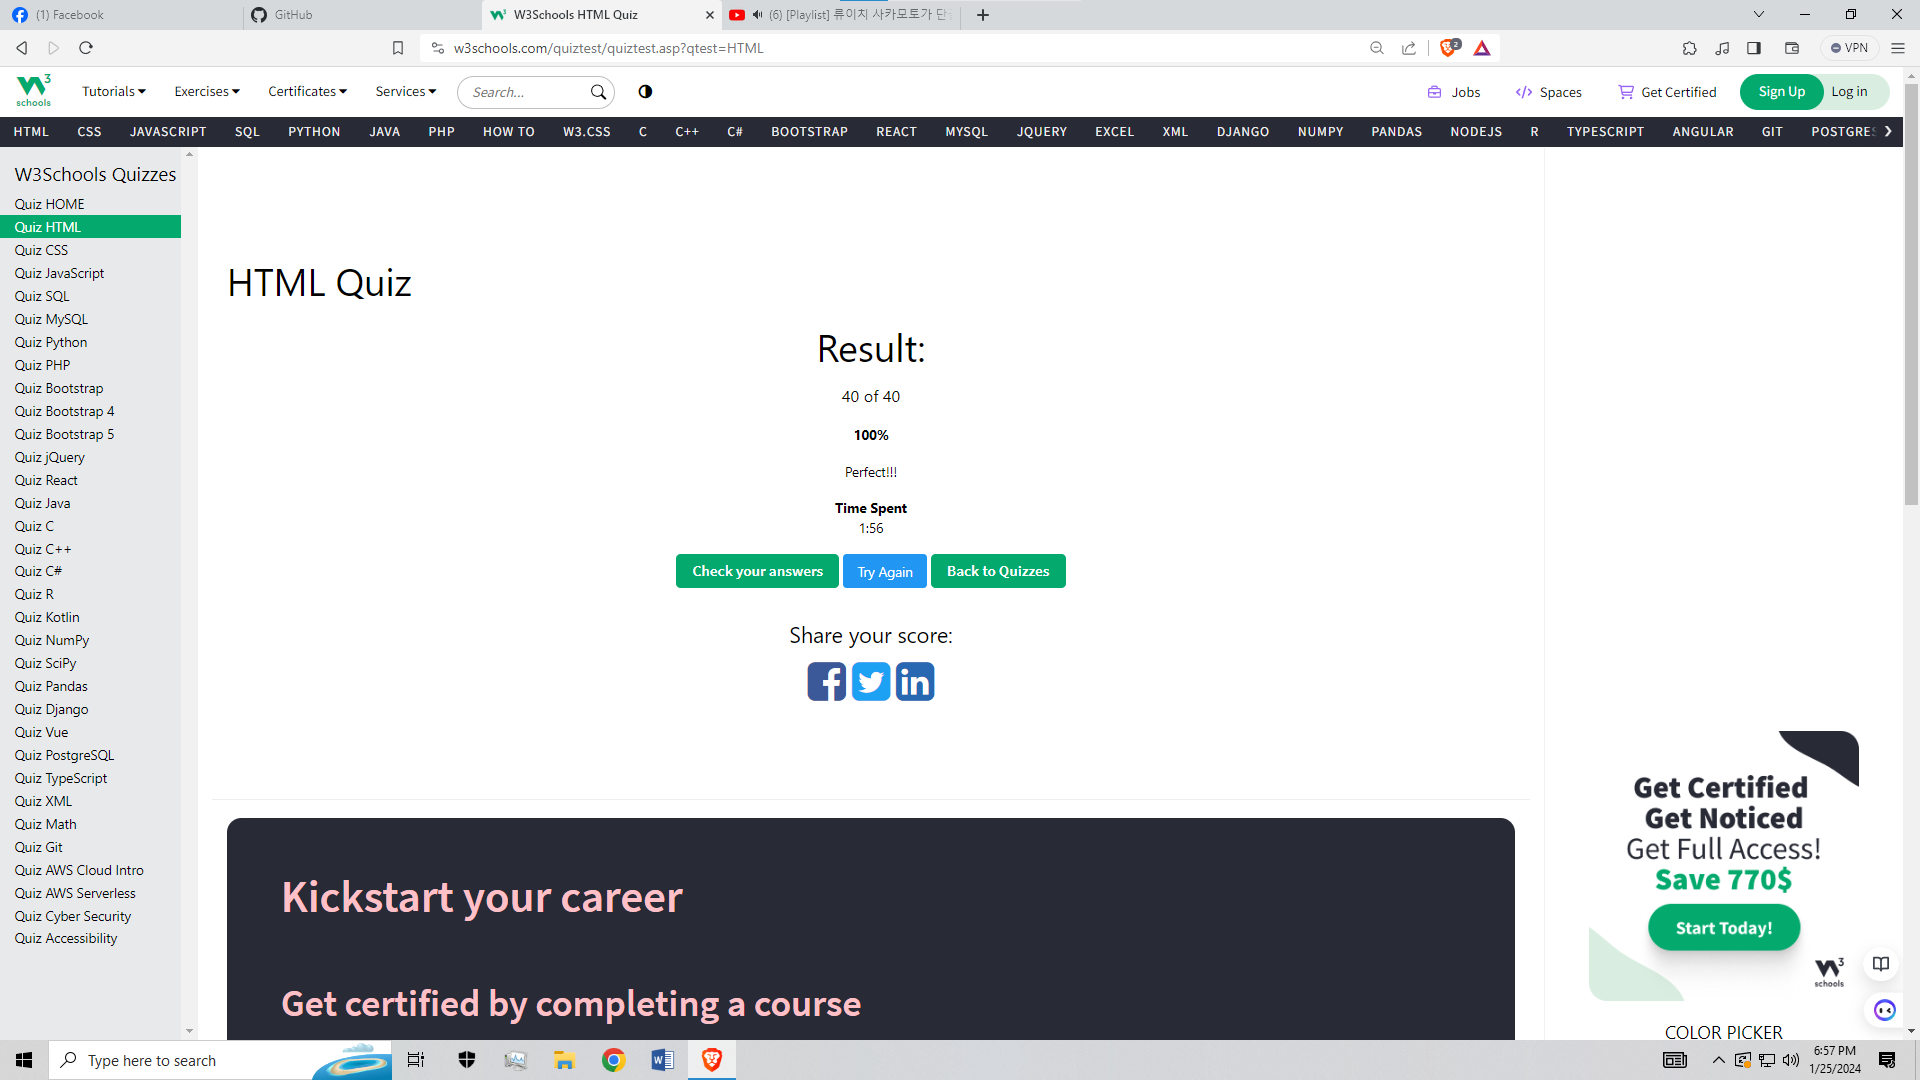 (1) Facebook
GitHub
W3Schools HTML Quiz
(6) [Playlist] 류이치 사카모토가 단
w3schools.com/quiztest/quiztest.asp?qtest=HTML
2
VPN
3
schools
Tutorials
Exercises
Certificates
Services
Search...
Jobs
Spaces
Get Certified
Sign Up
Log in
HTML CSS JAVASCRIPT SQL PYTHON JAVA PHP HOW TO W3.CSS C C++ C# BOOTSTRAP REACT MYSQL JQUERY EXCEL XML DJANGO NUMPY PANDAS NODEJS R TYPESCRIPT ANGULAR GIT POSTGRES
W3Schools Quizzes
Quiz HOME
Quiz HTML
Quiz CSS
Quiz JavaScript
Quiz SQL
Quiz MySQL
Quiz Python
Quiz PHP
Quiz Bootstrap
Quiz Bootstrap 4
Quiz Bootstrap 5
Quiz jQuery
Quiz React
Quiz Java
Quiz C
Quiz C++
Quiz C#
Quiz R
Quiz Kotlin
Quiz NumPy
Quiz SciPy
Quiz Pandas
Quiz Django
Quiz Vue
Quiz PostgreSQL
Quiz TypeScript
Quiz XML
Quiz Math
Quiz Git
Quiz AWS Cloud Intro
Quiz AWS Serverless
Quiz Cyber Security
Quiz Accessibility
HTML Quiz
Result:
40 of 40
100%
Perfect!!!
Time Spent
1:56
Check your answers
Try Again
Back to Quizzes
Share your score:
Kickstart your career
Get certified by completing a course
Get Certified
Get Noticed
Get Full Access!
Save 770$
Start Today!
3
schools
COLOR PICKER
Type here to search
6:57 PM
1/25/2024